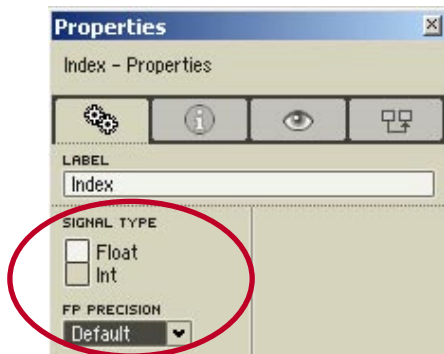 Properties
Index - Properties
LABEL
Index
SIGNAL TYPE
Float
Int
FP PRECISION
Default